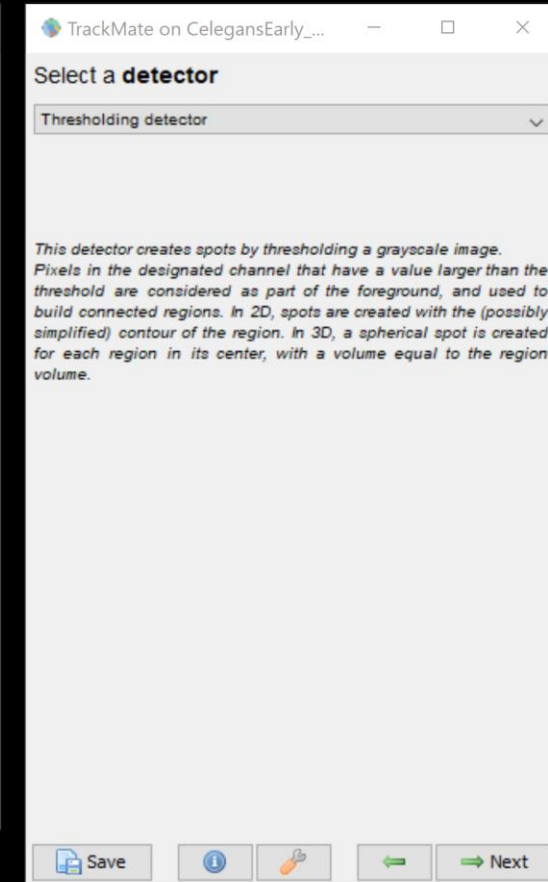 TrackMate on CelegansEarly_...
Select a detector
Thresholding detector
This detector creates spots by thresholding a grayscale image.
Pixels in the designated channel that have a value larger than the
threshold are considered as part of the foreground, and used to
build connected regions. In 2D, spots are created with the (possibly
simplified) contour of the region. In 3D, a spherical spot is created
for each region in its center, with a volume equal to the region
volume.
Save
Next